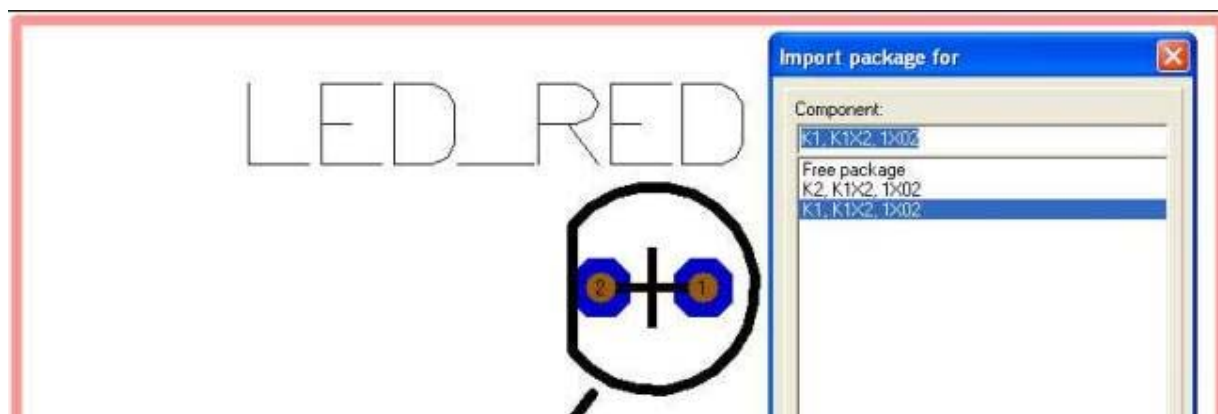 LED_RED
2
1
Import package for
Component:
K1, K1X2, 1X02
Free package
K2, K1X2, 1X02
K1, K1X2, 1X02